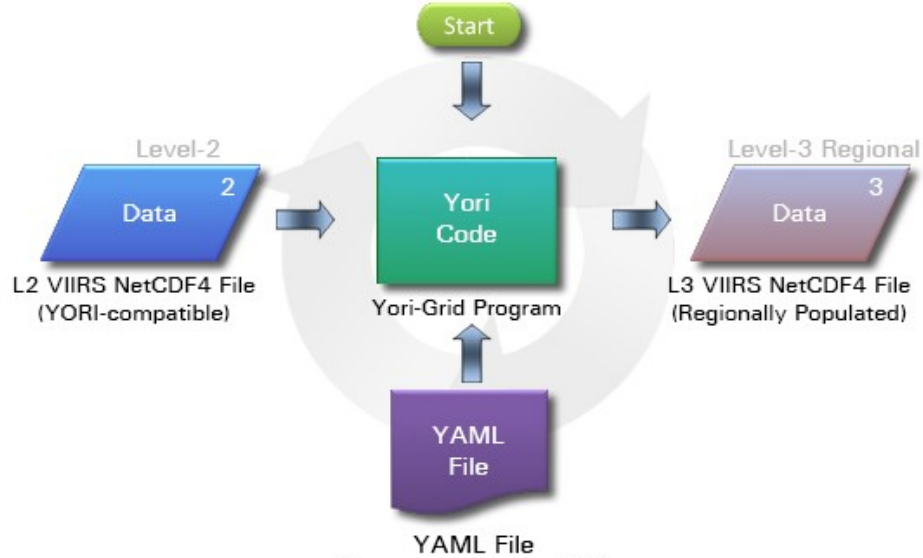 Start
Level-2
2
Data
L2 VIIRS NetCDF4 File
(YORI-compatible)
Yori
Code
Yori-Grid Program
Level-3 Regional
3
Data
L3 VIIRS NetCDF4 File
(Regionally Populated)
YAML
File
YAML File